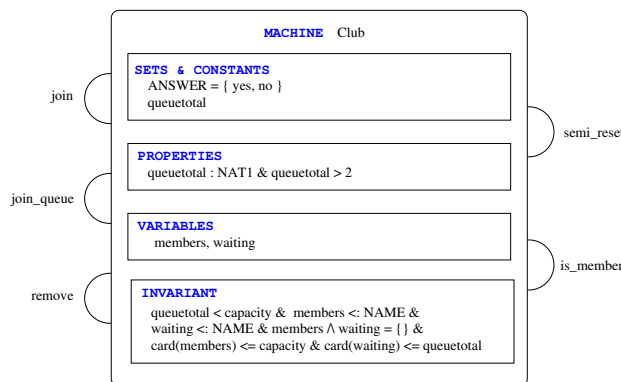 MACHINE Club
SETS & CONSTANTS
ANSWER = { yes, no }
queuetotal
join
semi_reset
PROPERTIES
queuetotal : NAT1 & queuetotal > 2
join_queue
VARIABLES
members, waiting
is_member
remove
INVARIANT
queuetotal < capacity & members <: NAME &
waiting <: NAME & members /\ waiting = {} &
card(members) <= capacity & card(waiting) <= queuetotal